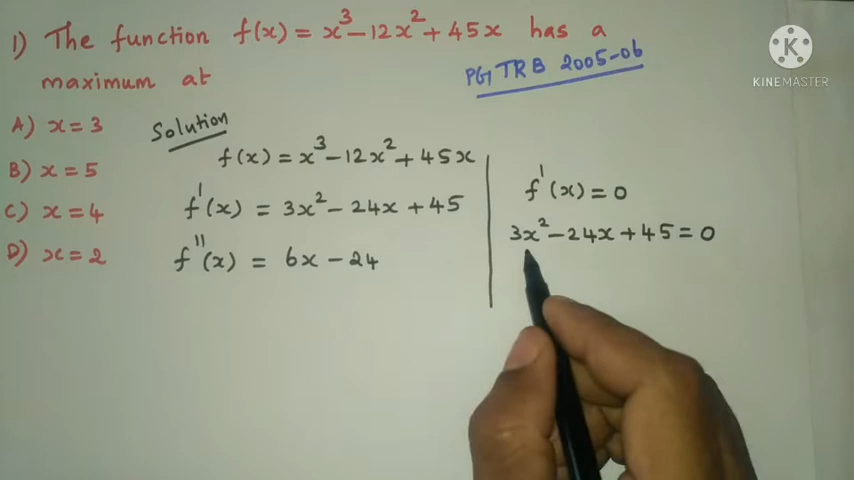 1) The function f(x) = x³ - 12x² + 45x has a
maximum at
PG TRB 2005-06
A) x = 3
B) x = 5
C) x = 4
D) x = 2
Solution
f(x) = x³ - 12x² + 45x
f'(x) = 3x² - 24x + 45
f''(x) = 6x - 24
f'(x) = 0
3x² - 24x + 45 = 0
K
KINEMASTER